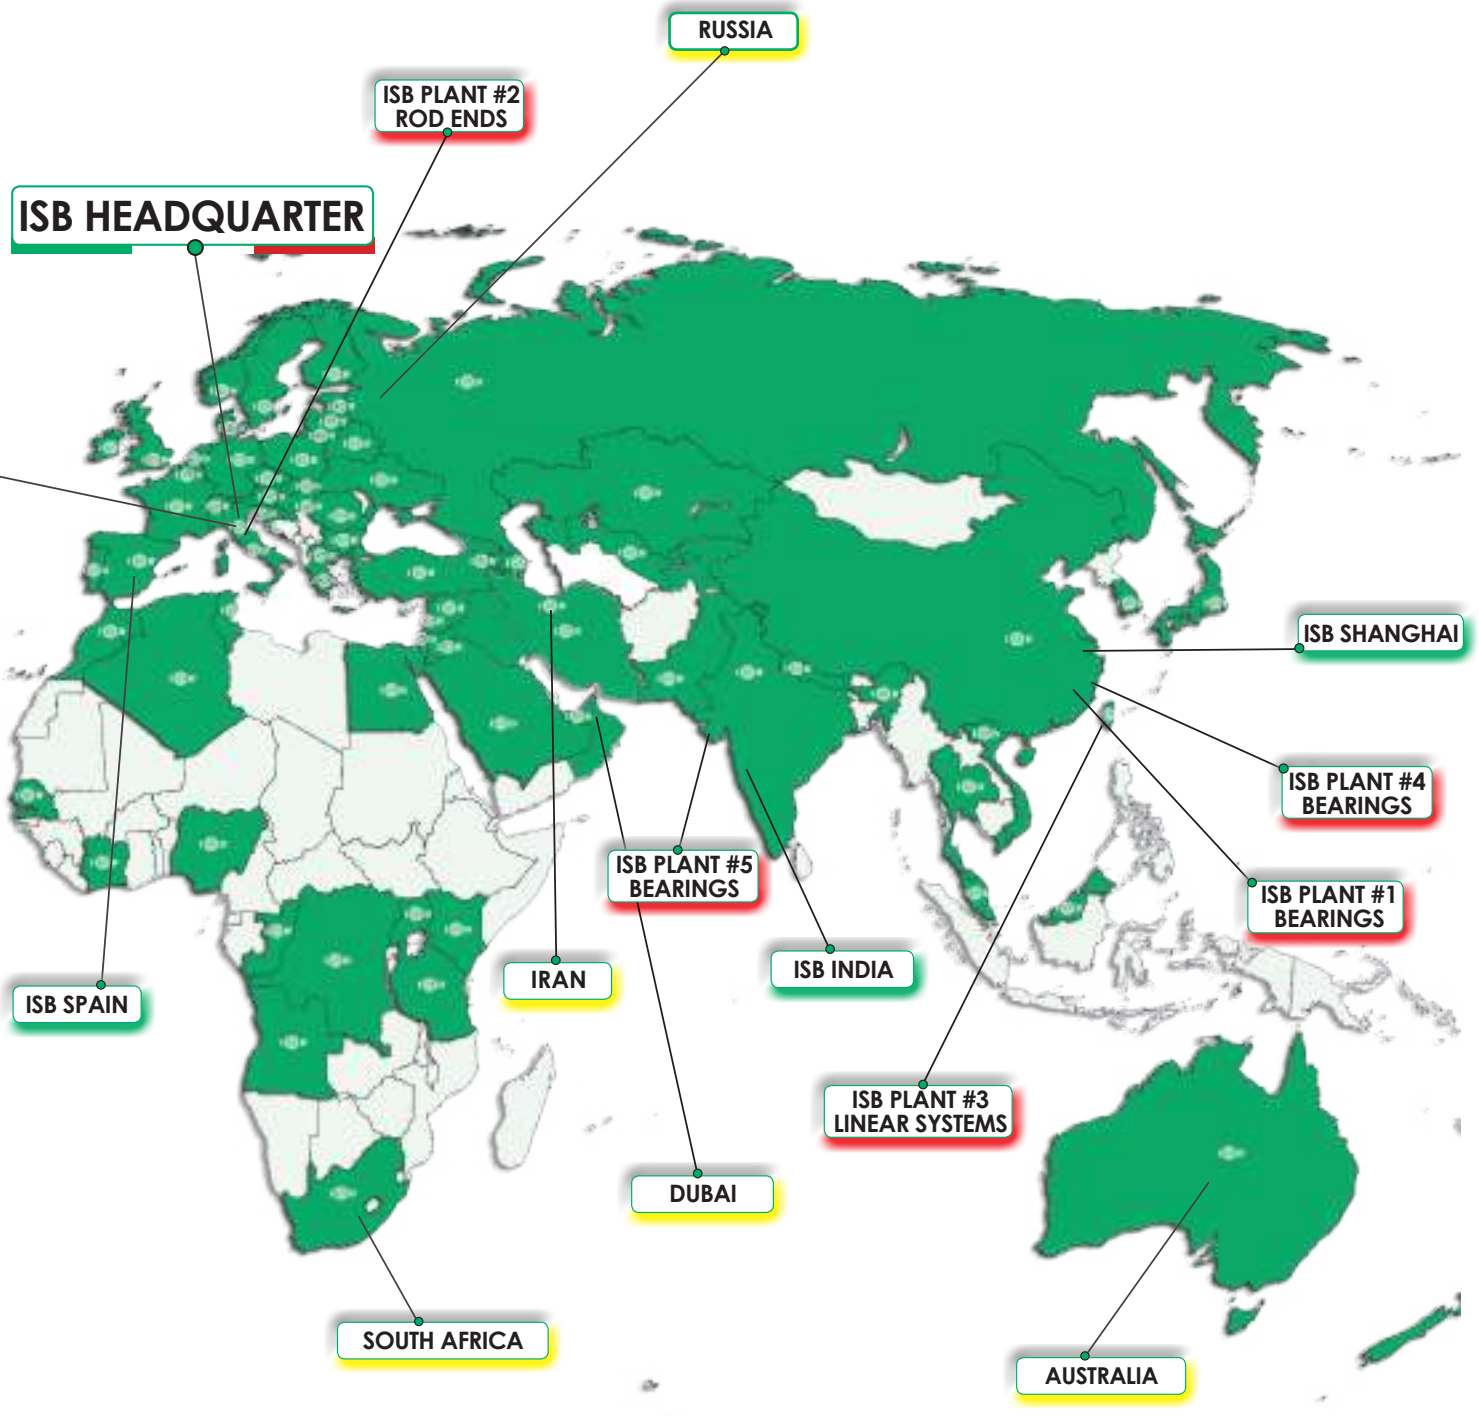 RUSSIA
ISB PLANT #2
ROD ENDS
ISB HEADQUARTER
ISB SHANGHAI
ISB PLANT #4
BEARINGS
ISB PLANT #5
BEARINGS
ISB PLANT #1
BEARINGS
ISB INDIA
IRAN
ISB SPAIN
ISB PLANT #3
LINEAR SYSTEMS
DUBAI
SOUTH AFRICA
AUSTRALIA